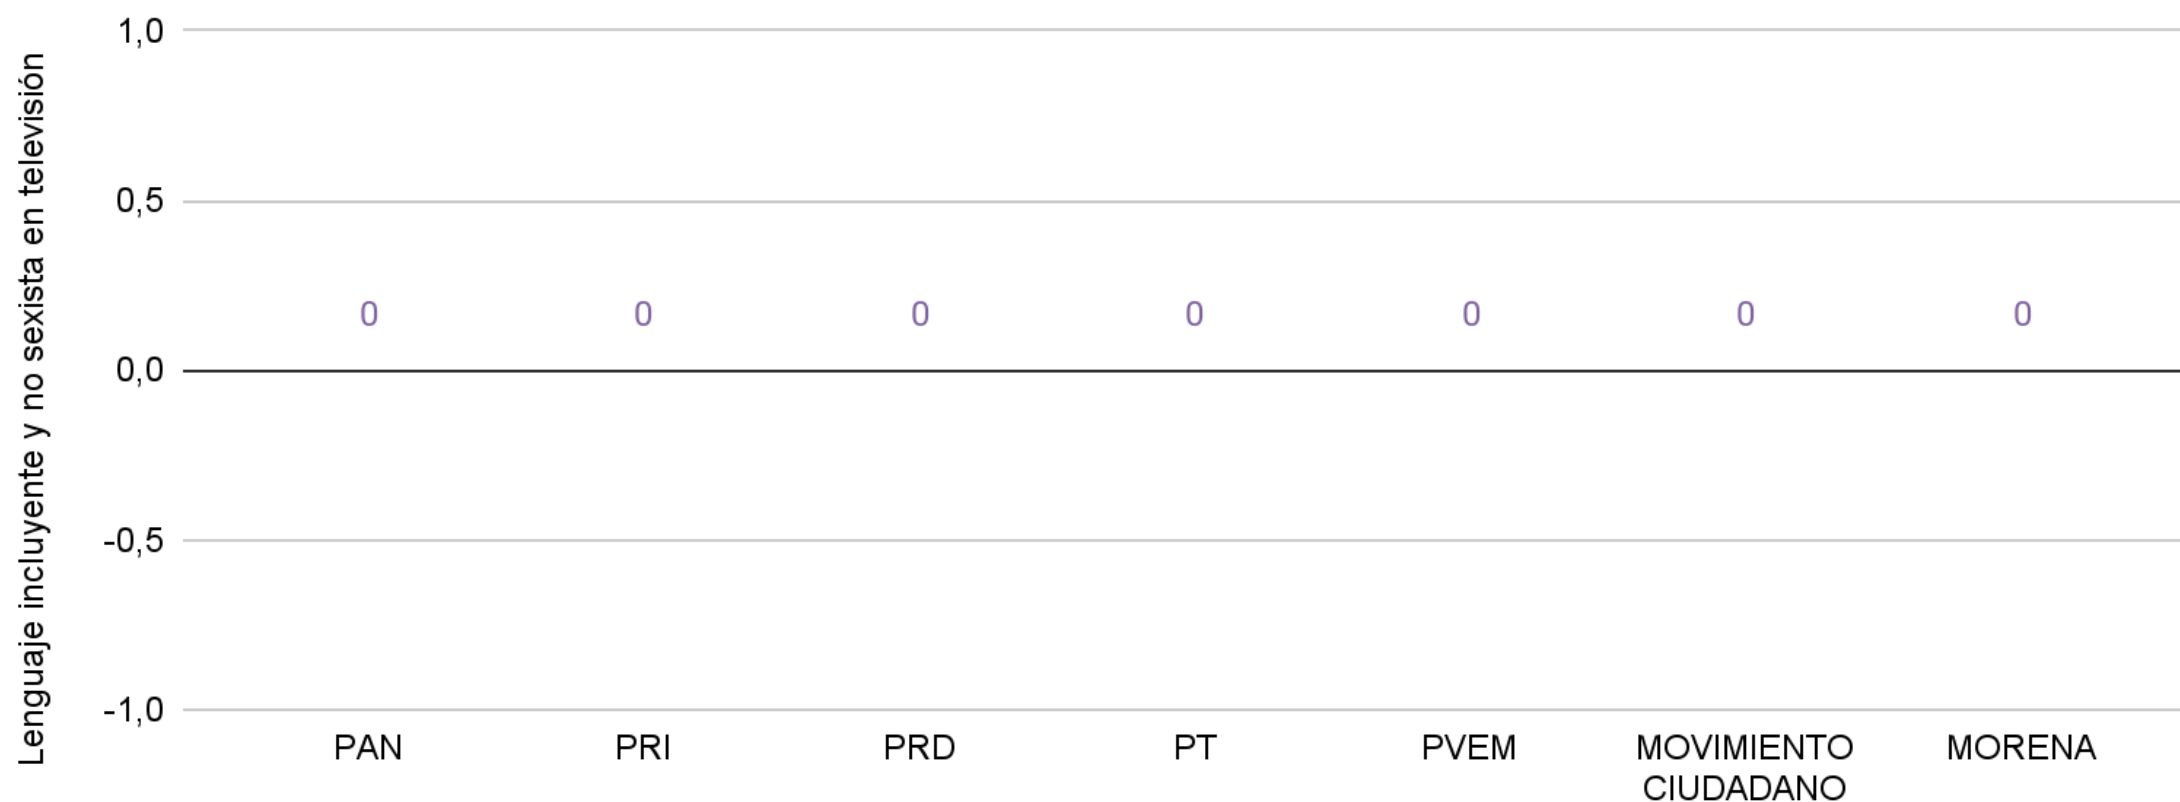 Lenguaje incluyente y no sexista en televisión
1,0
0,5
0,0
-0,5
-1,0
0 0 0 0 0 0 0
PAN PRI PRD PT PVEM MOVIMIENTO CIUDADANO MORENA